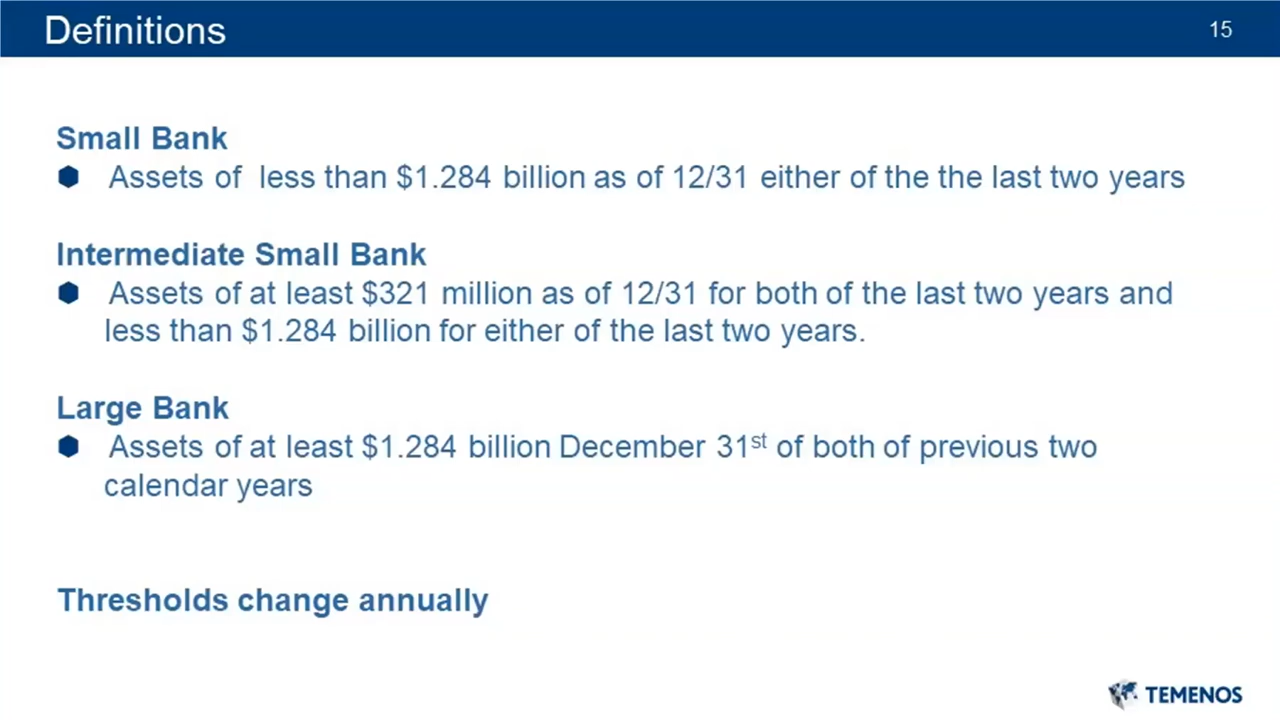 Definitions
15
Small Bank
Assets of less than $1.284 billion as of 12/31 either of the the last two years
Intermediate Small Bank
Assets of at least $321 million as of 12/31 for both of the last two years and
less than $1.284 billion for either of the last two years.
Large Bank
Assets of at least $1.284 billion December 31st of both of previous two
calendar years
Thresholds change annually
TEMENOS